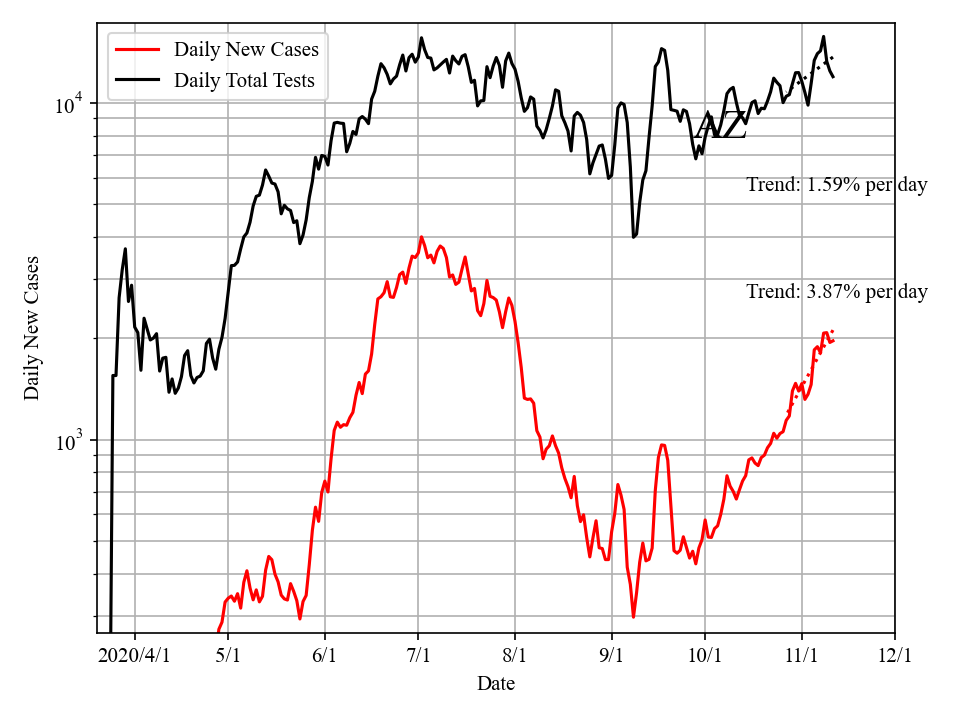 Daily New Cases
Daily Total Tests
10^4
AZ
Trend: 1.59% per day
Trend: 3.87% per day
10^3
Daily New Cases
2020/4/1 5/1 6/1 7/1 8/1 9/1 10/1 11/1 12/1
Date